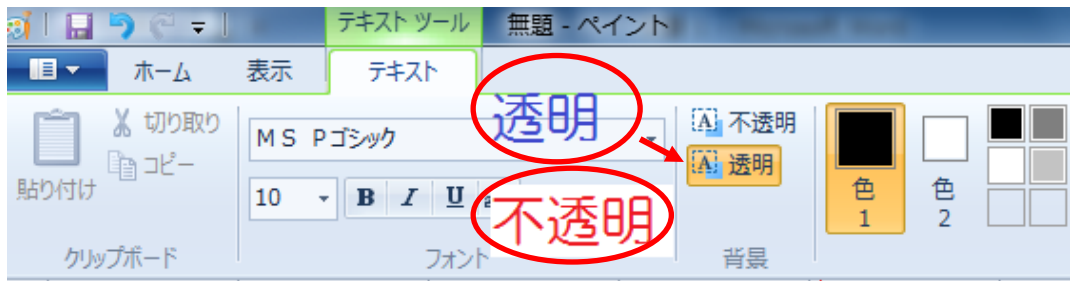 テキスト ツール 無題 - ペイント
ホーム 表示 テキスト
透明
切り取り
コピー
貼り付け
クリップボード
MS Pゴシック
10 B I U
不透明
フォント
不透明
透明
背景
色
1
色
2